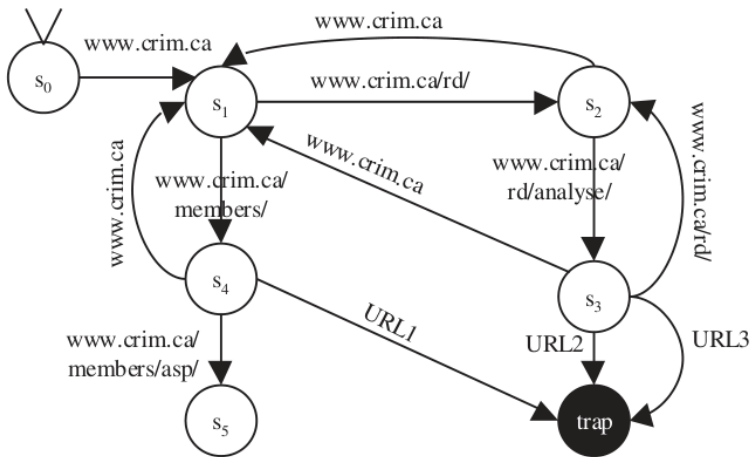 www.crim.ca
www.crim.ca
s0
s1
www.crim.ca/rd/
s2
www.crim.ca
www.crim.ca/
members/
www.crim.ca
www.crim.ca/
rd/analyse/
www.crim.ca/rd/
s4
s3
URL1
www.crim.ca/
members/asp/
URL2
URL3
s5
trap